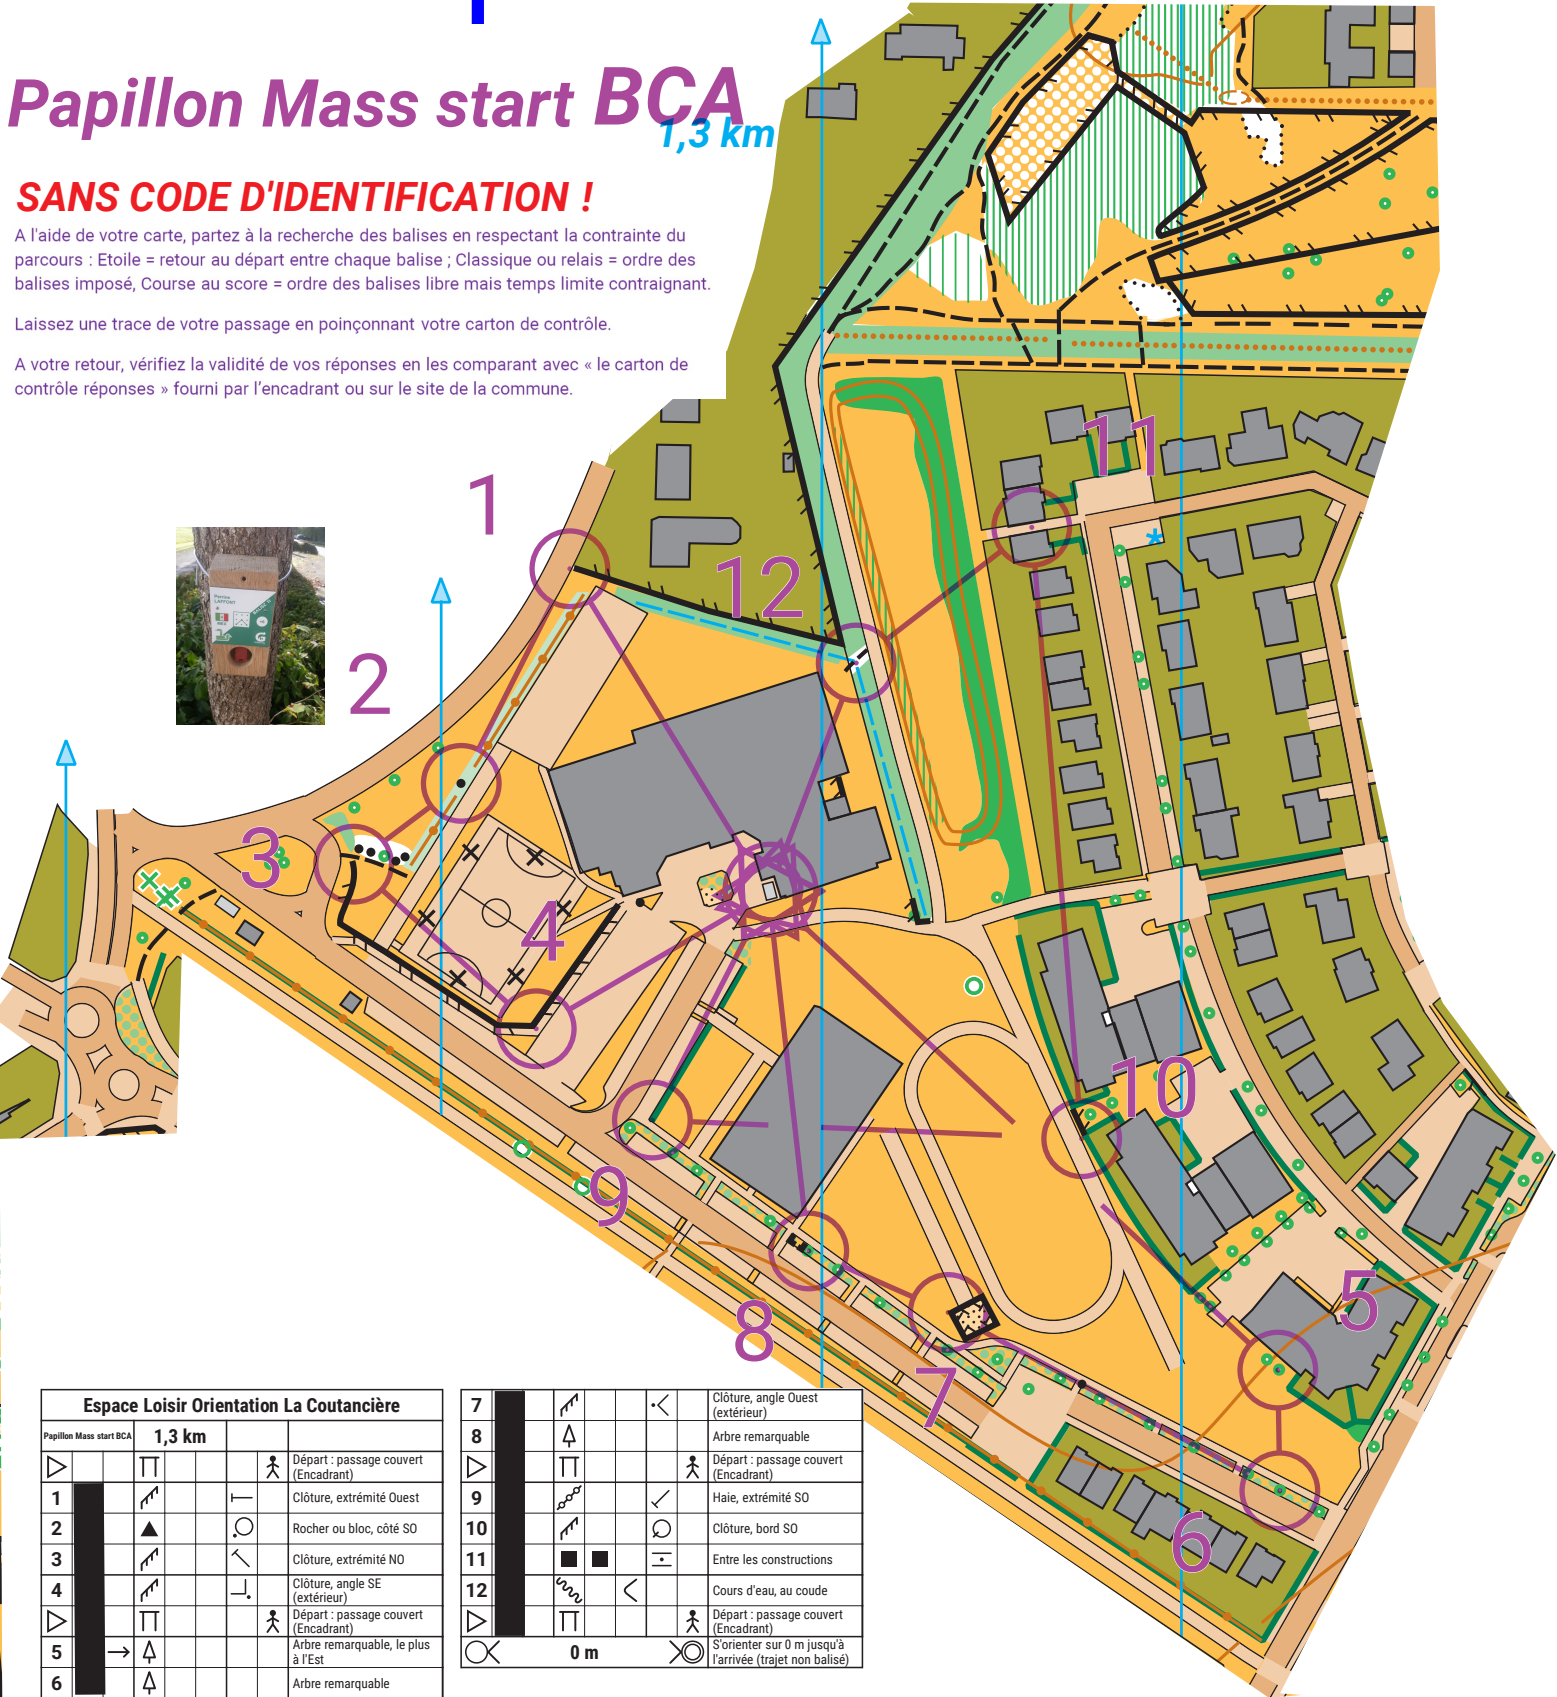 Papillon Mass start BCA
1,3 km
SANS CODE D'IDENTIFICATION !
A l'aide de votre carte, partez à la recherche des balises en respectant la contrainte du
parcours : Etoile = retour au départ entre chaque balise ; Classique ou relais = ordre des
balises imposé, Course au score = ordre des balises libre mais temps limite contraignant.
Laissez une trace de votre passage en poinçonnant votre carton de contrôle.
A votre retour, vérifiez la validité de vos réponses en les comparant avec « le carton de
contrôle réponses » fourni par l'encadrant ou sur le site de la commune.
1
2
3
4
5
6
7
8
9
10
11
12
Espace Loisir Orientation La Coutancière
Papillon Mass start BCA 1,3 km
Départ : passage couvert
(Encadrant)
1 Clôture, extrémité Ouest
2 Rocher ou bloc, côté SO
3 Clôture, extrémité NO
4 Clôture, angle SE
(extérieur)
Départ : passage couvert
(Encadrant)
5 Arbre remarquable, le plus
à l'Est
6 Arbre remarquable
7 Clôture, angle Ouest
(extérieur)
8 Arbre remarquable
Départ : passage couvert
(Encadrant)
9 Haie, extrémité SO
10 Clôture, bord SO
11 Entre les constructions
12 Cours d'eau, au coude
Départ : passage couvert
(Encadrant)
0 m S'orienter sur 0 m jusqu'à
l'arrivée (trajet non balisé)